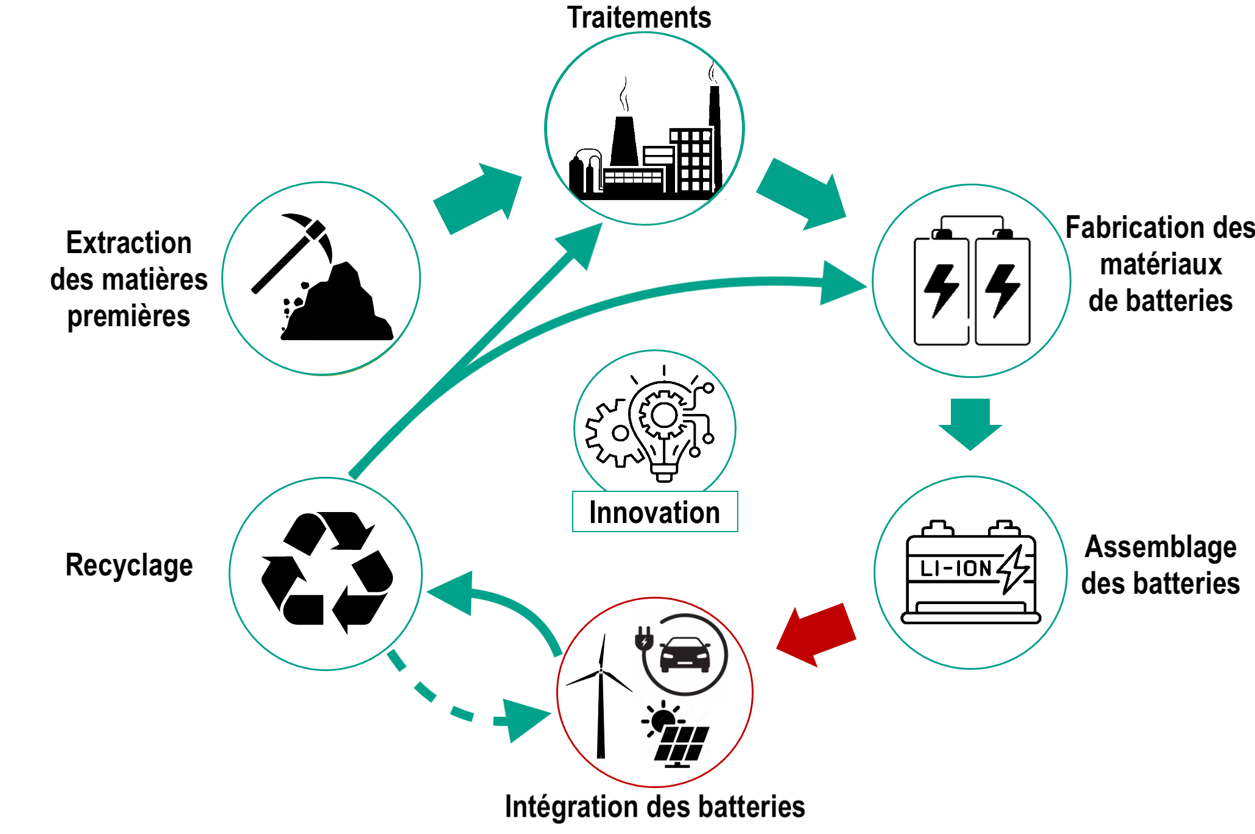 Traitements
Extraction
des matières
premières
Fabrication des
matériaux
de batteries
Innovation
Recyclage
LI-ION
Assemblage
des batteries
Intégration des batteries